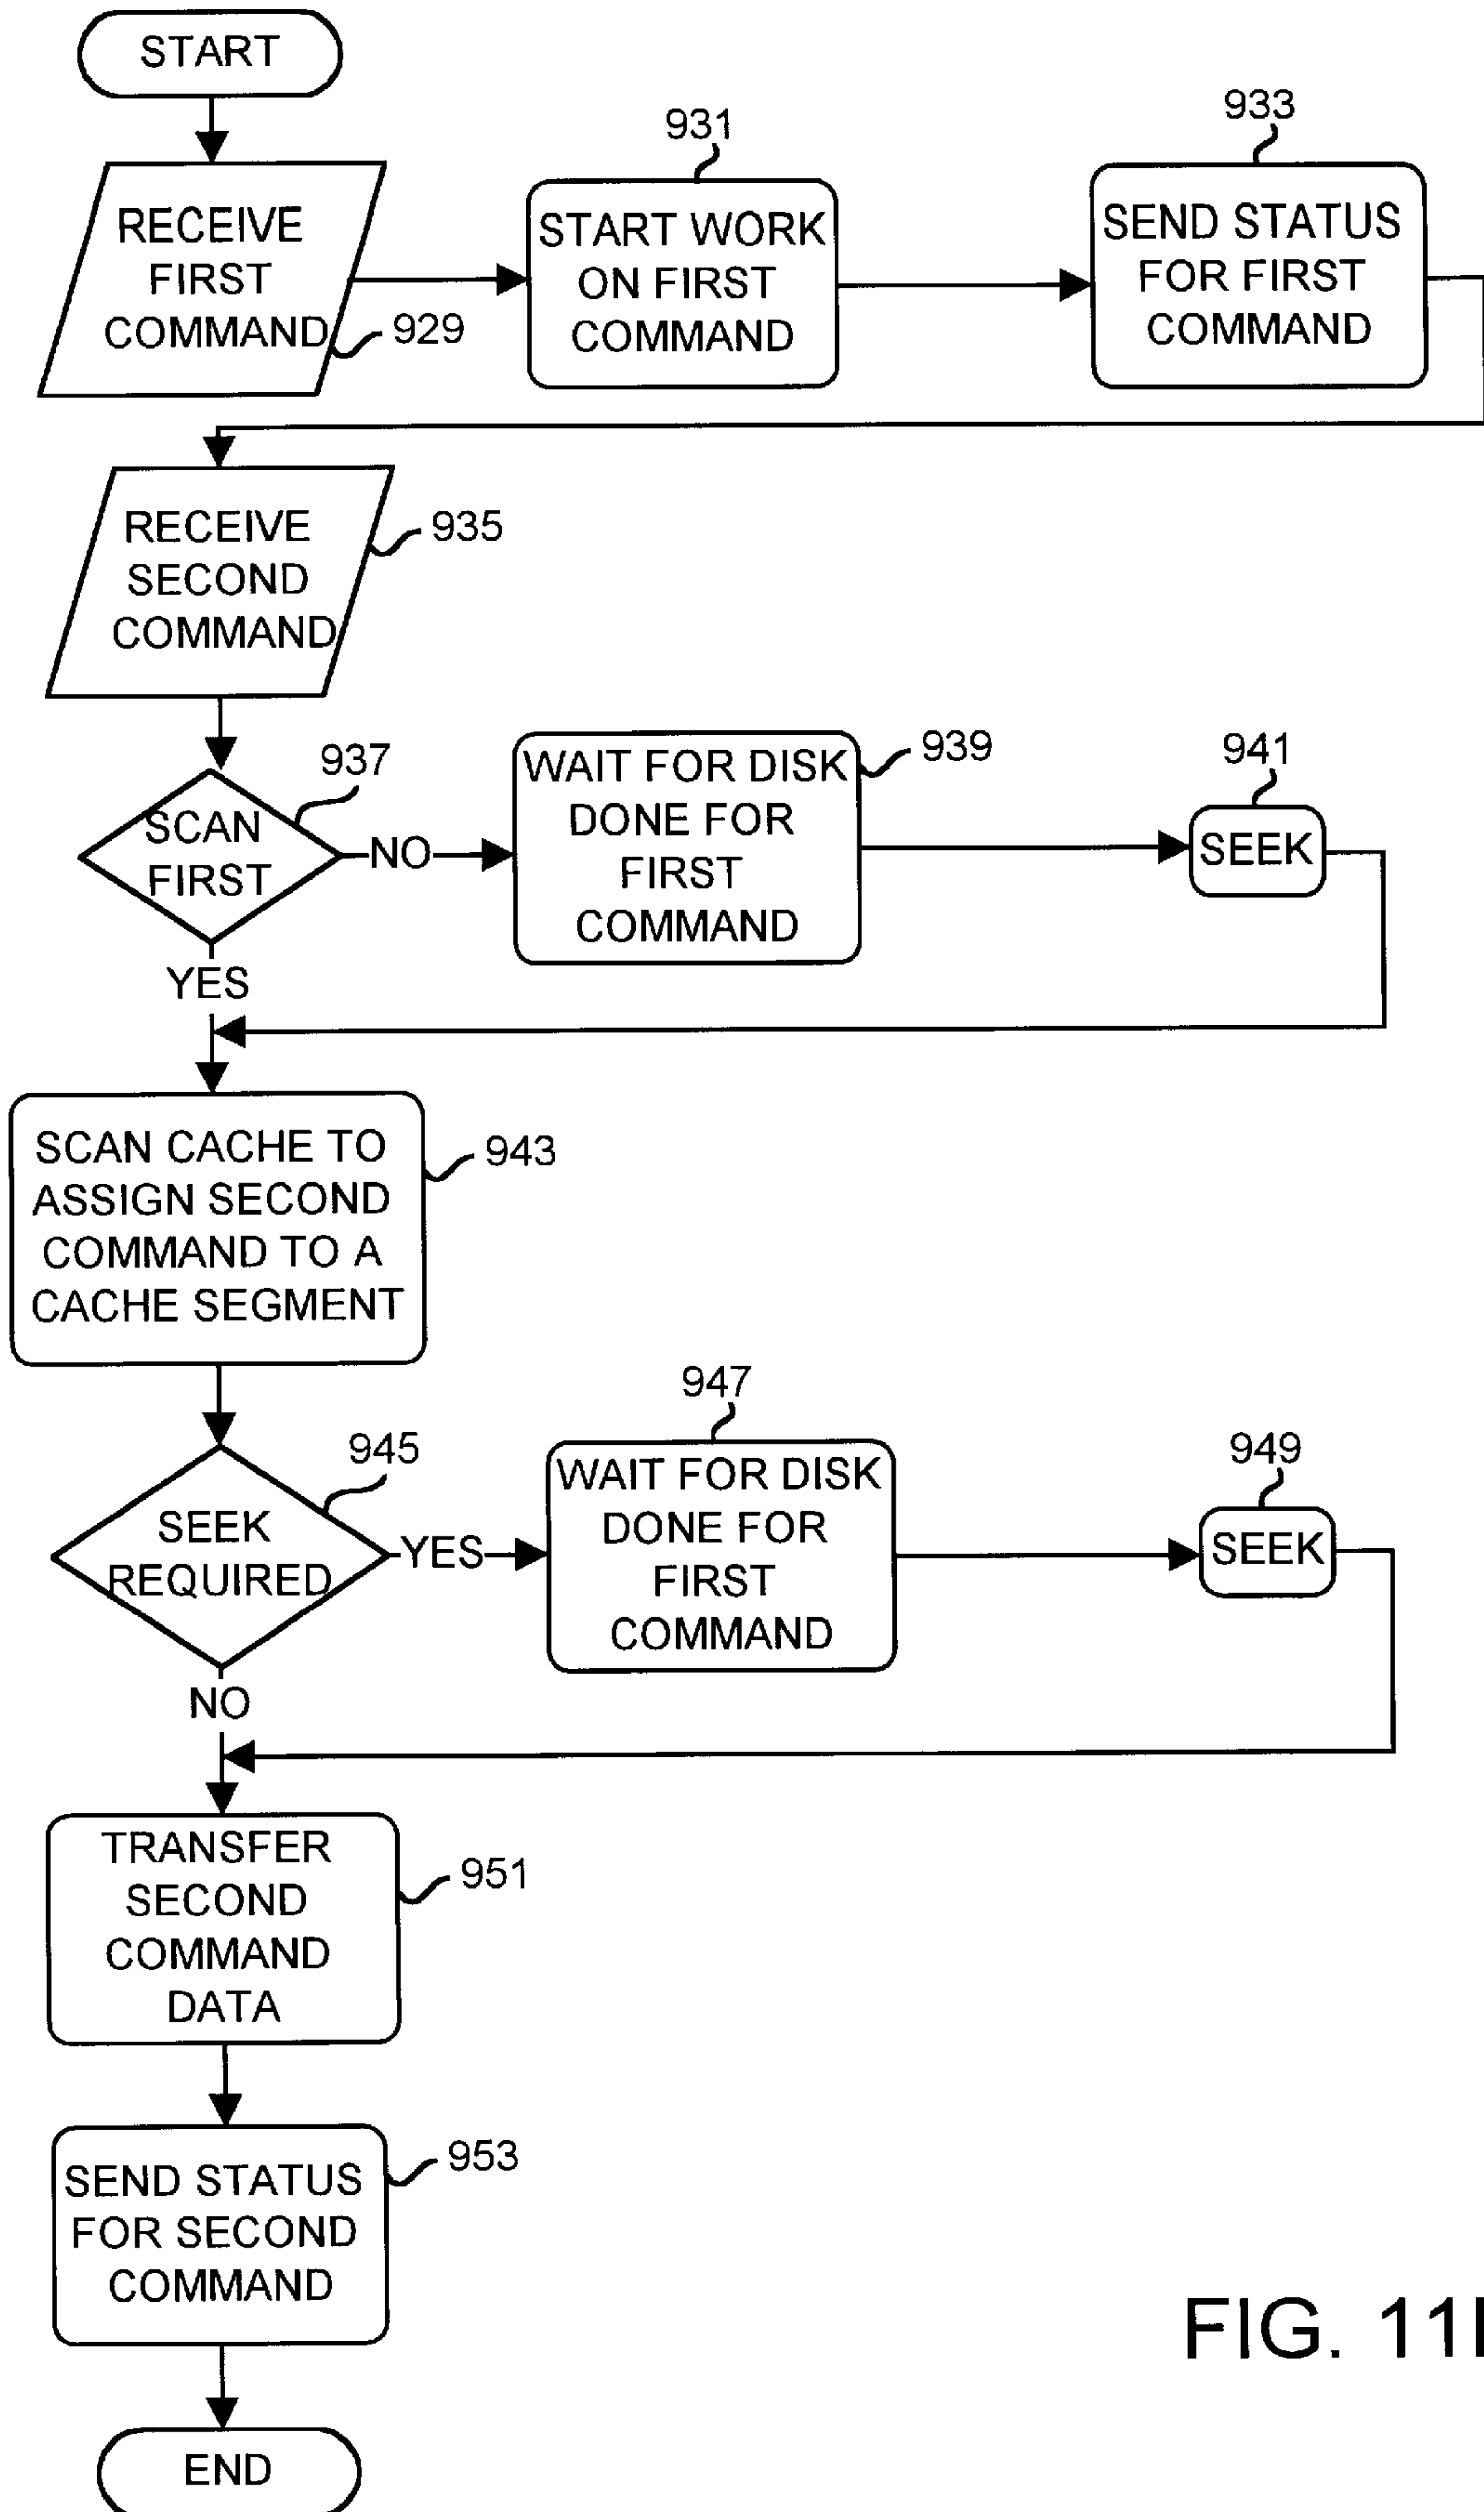 START
931
933
RECEIVE
FIRST
COMMAND
929
START WORK
ON FIRST
COMMAND
SEND STATUS
FOR FIRST
COMMAND
RECEIVE
SECOND
COMMAND
935
937
SCAN
FIRST
NO
YES
WAIT FOR DISK
DONE FOR
FIRST
COMMAND
939
941
SEEK
SCAN CACHE TO
ASSIGN SECOND
COMMAND TO A
CACHE SEGMENT
943
945
SEEK
REQUIRED
YES
NO
947
WAIT FOR DISK
DONE FOR
FIRST
COMMAND
949
SEEK
TRANSFER
SECOND
COMMAND
DATA
951
SEND STATUS
FOR SECOND
COMMAND
953
END
FIG.